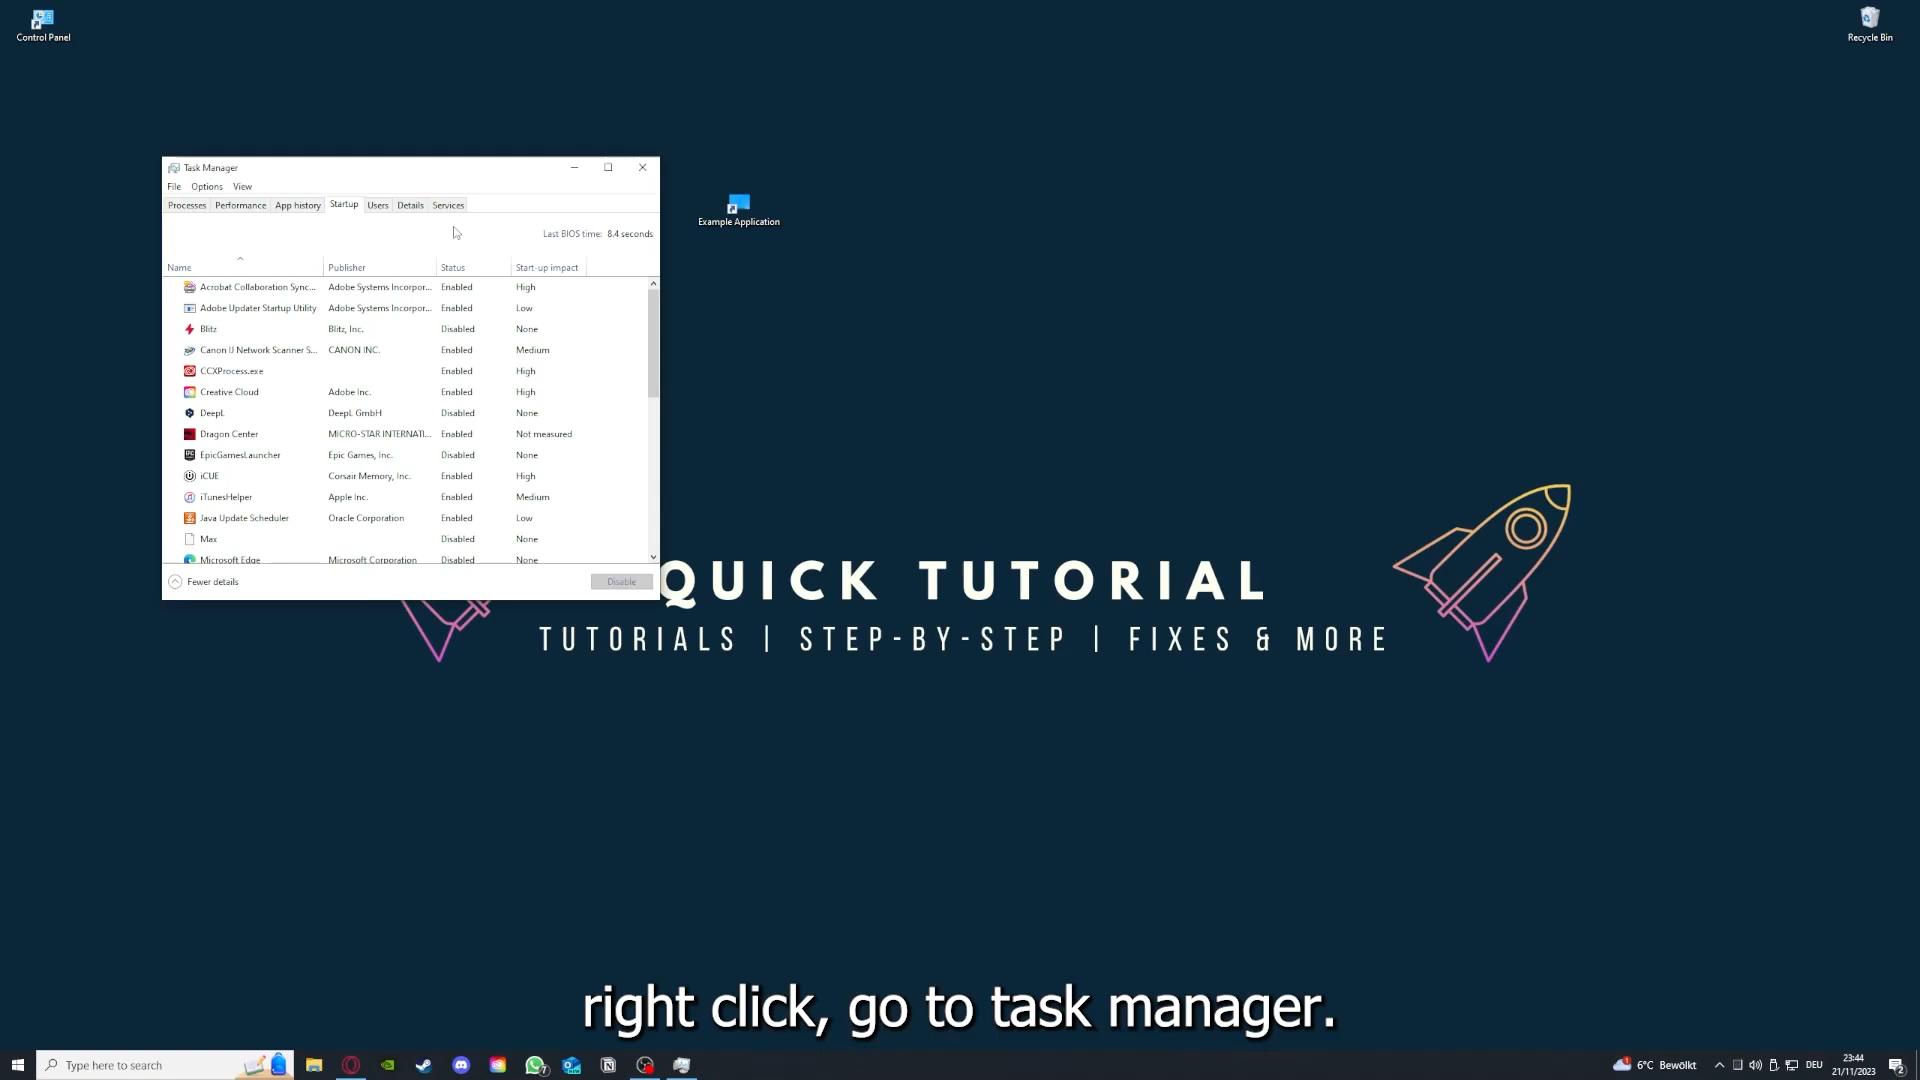 Control Panel
Recycle Bin
Task Manager
File Options View
Processes Performance App history Startup Users Details Services
Example Application
Last BIOS time: 8.4 seconds
Name Publisher Status Start-up impact
Acrobat Collaboration Sync... Adobe Systems Incorpor... Enabled High
Adobe Updater Startup Utility Adobe Systems Incorpor... Enabled Low
Blitz Blitz, Inc. Disabled None
Canon IJ Network Scanner S... CANON INC. Enabled Medium
CCXProcess.exe Enabled High
Creative Cloud Adobe Inc. Enabled High
DeepL DeepL GmbH Disabled None
Dragon Center MICRO-STAR INTERNATI... Enabled Not measured
EpicGamesLauncher Epic Games, Inc. Disabled None
iCUE Corsair Memory, Inc. Enabled High
iTunesHelper Apple Inc. Enabled Medium
Java Update Scheduler Oracle Corporation Enabled Low
Max Disabled None
Microsoft Edge Microsoft Corporation Disabled None
Fewer details Disable
QUICK TUTORIAL
TUTORIALS | STEP-BY-STEP | FIXES & MORE
right click, go to task manager.
Type here to search
7
1
6°C Bewölkt
DEU
23:44
21/11/2023
2